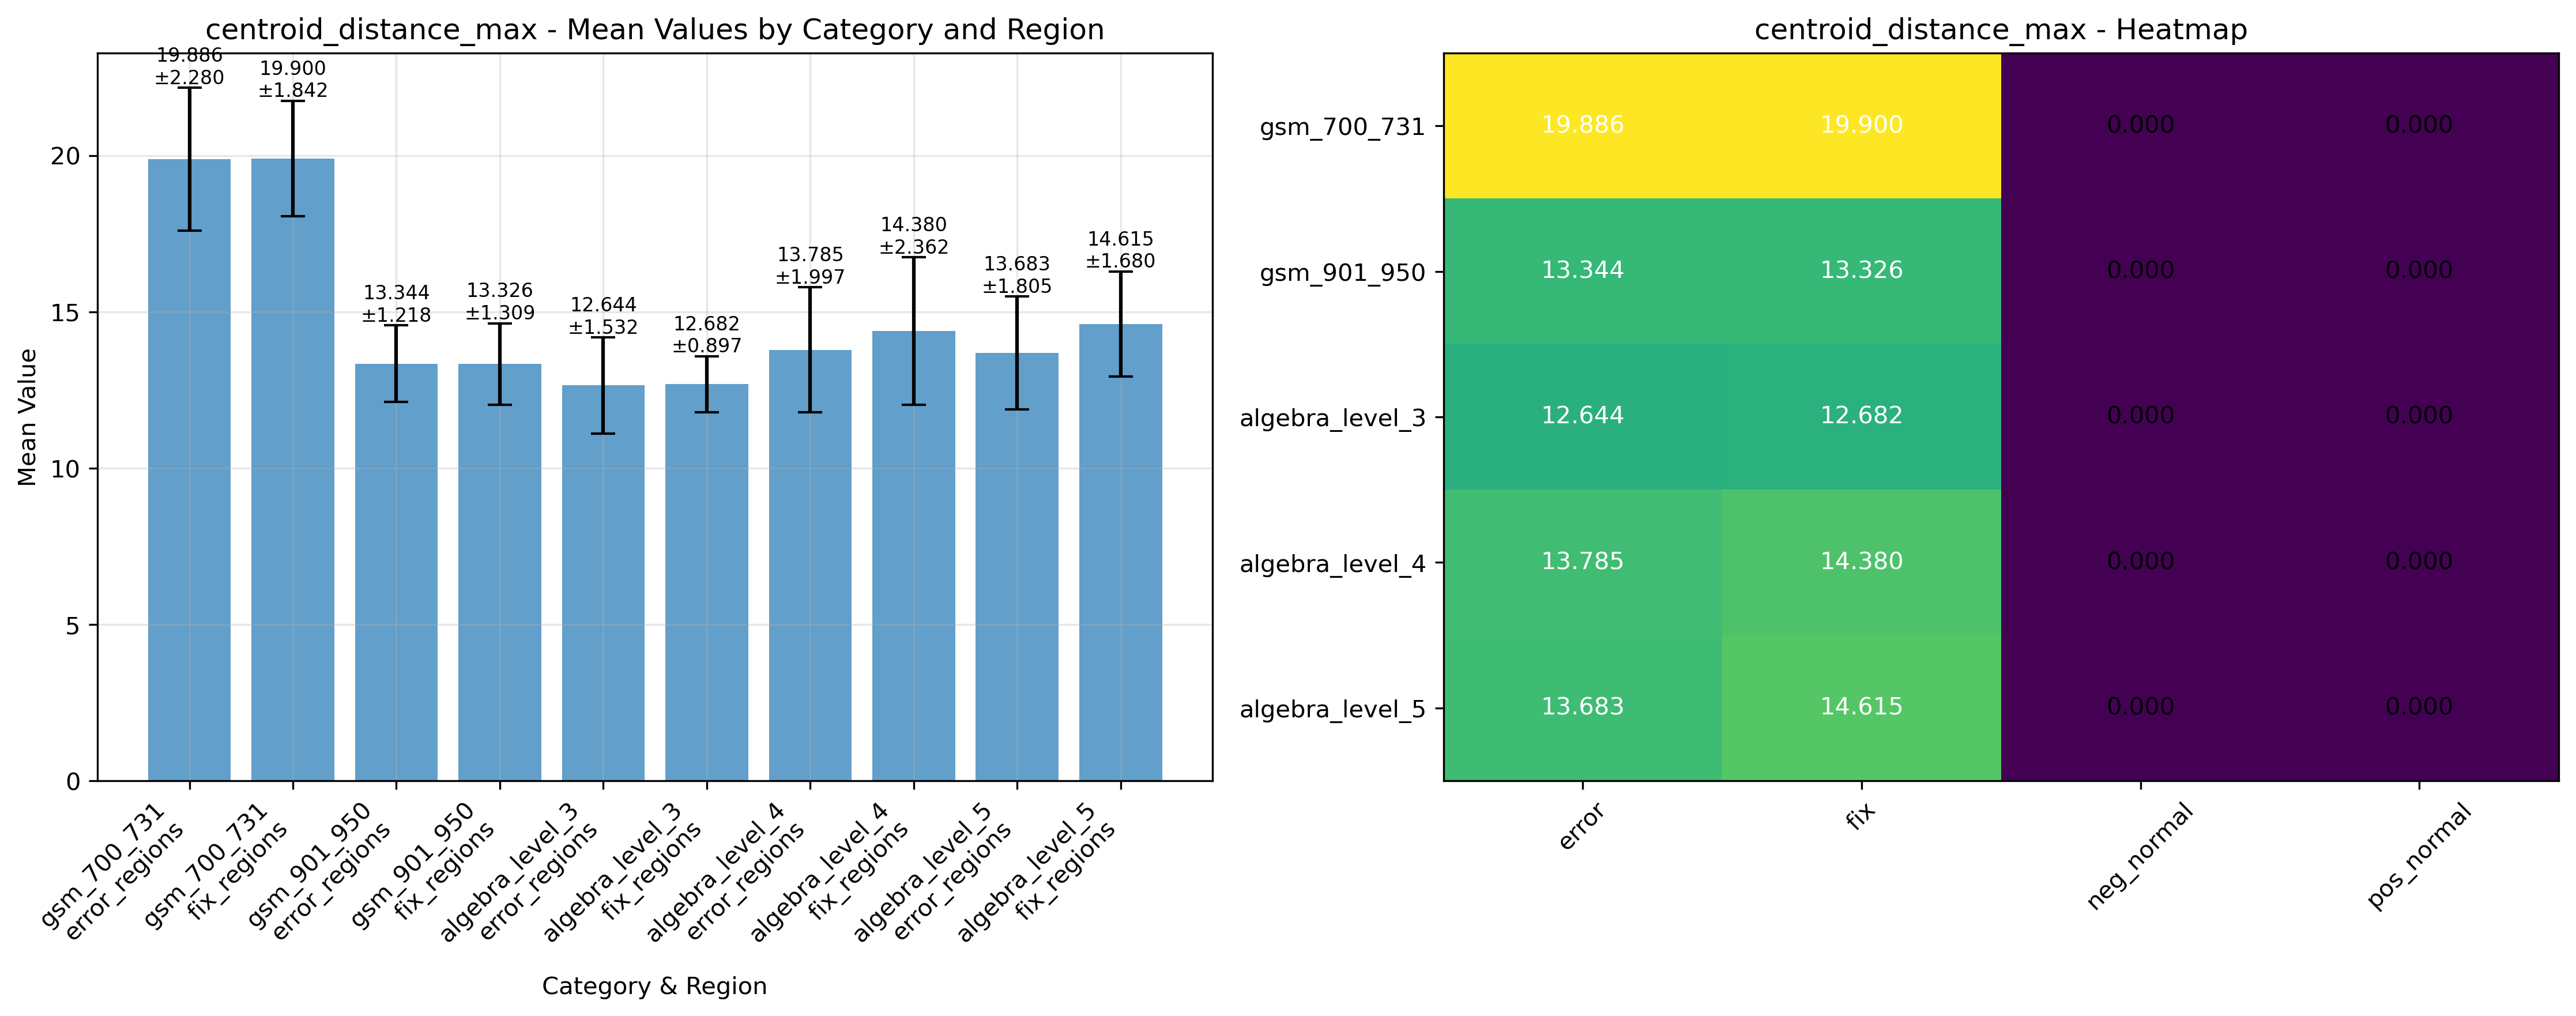 centroid_distance_max - Mean Values by Category and Region
19.886
±2.280
19.900
±1.842
13.344
±1.218
13.326
±1.309
12.644
±1.532
12.682
±0.897
13.785
±1.997
14.380
±2.362
13.683
±1.805
14.615
±1.680
20
15
10
5
0
Mean Value
gsm_700_731
error_regions
gsm_700_731
fix_regions
gsm_901_950
error_regions
gsm_901_950
fix_regions
algebra_level_3
error_regions
algebra_level_3
fix_regions
algebra_level_4
error_regions
algebra_level_4
fix_regions
algebra_level_5
error_regions
algebra_level_5
fix_regions
Category & Region
centroid_distance_max - Heatmap
gsm_700_731 19.886 19.900 0.000 0.000
gsm_901_950 13.344 13.326 0.000 0.000
algebra_level_3 12.644 12.682 0.000 0.000
algebra_level_4 13.785 14.380 0.000 0.000
algebra_level_5 13.683 14.615 0.000 0.000
error
fix
neg_normal
pos_normal